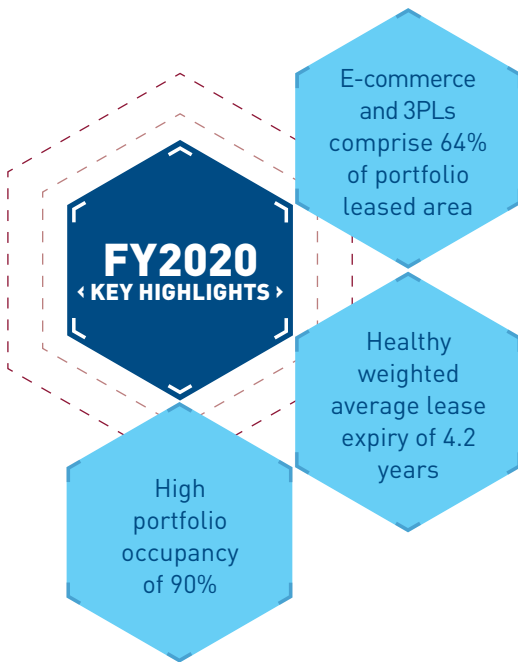 FY2020
KEY HIGHLIGHTS
E-commerce
and 3PLs
comprise 64%
of portfolio
leased area
Healthy
weighted
average lease
expiry of 4.2
years
High
portfolio
occupancy
of 90%